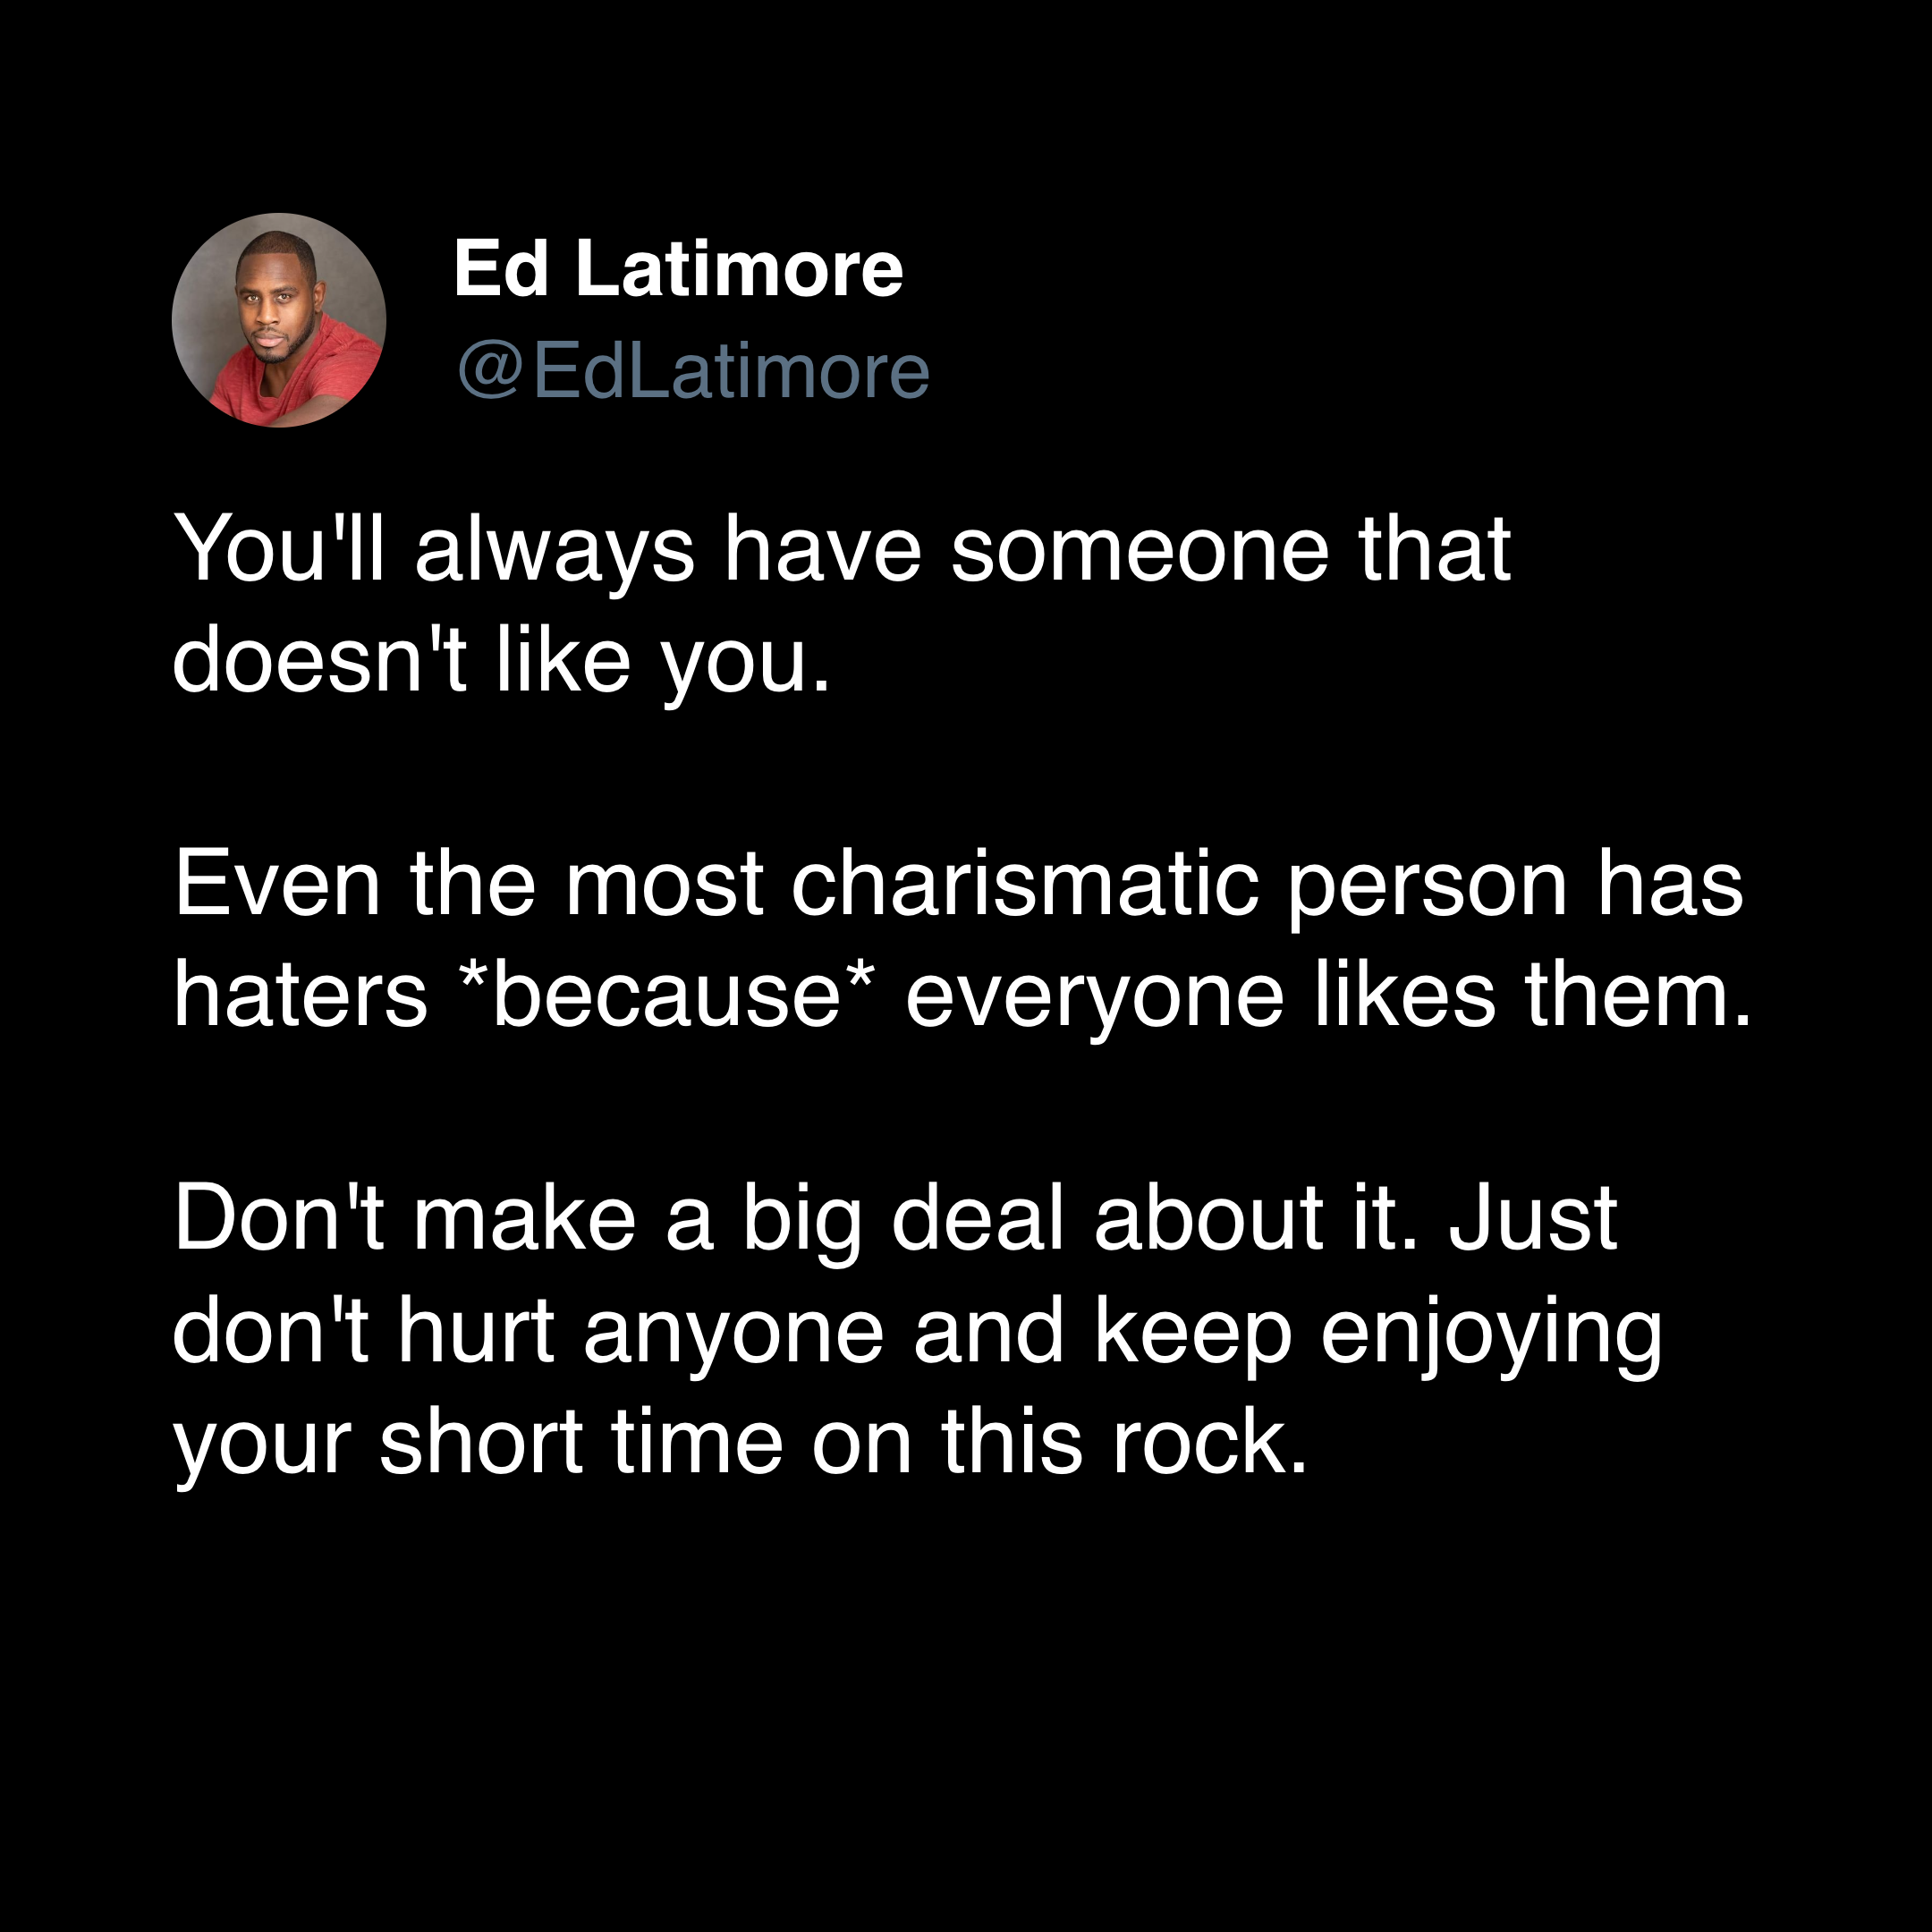 Ed Latimore
@EdLatimore
You'll always have someone that
doesn't like you.
Even the most charismatic person has
haters *because* everyone likes them.
Don't make a big deal about it. Just
don't hurt anyone and keep enjoying
your short time on this rock.